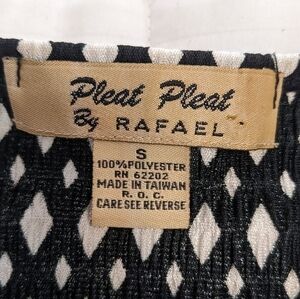 Pleat Pleat
By RAFAEL
S
100% POLYESTER
RN 62202
MADE IN TAIWAN
R. O. C.
CARE SEE REVERSE